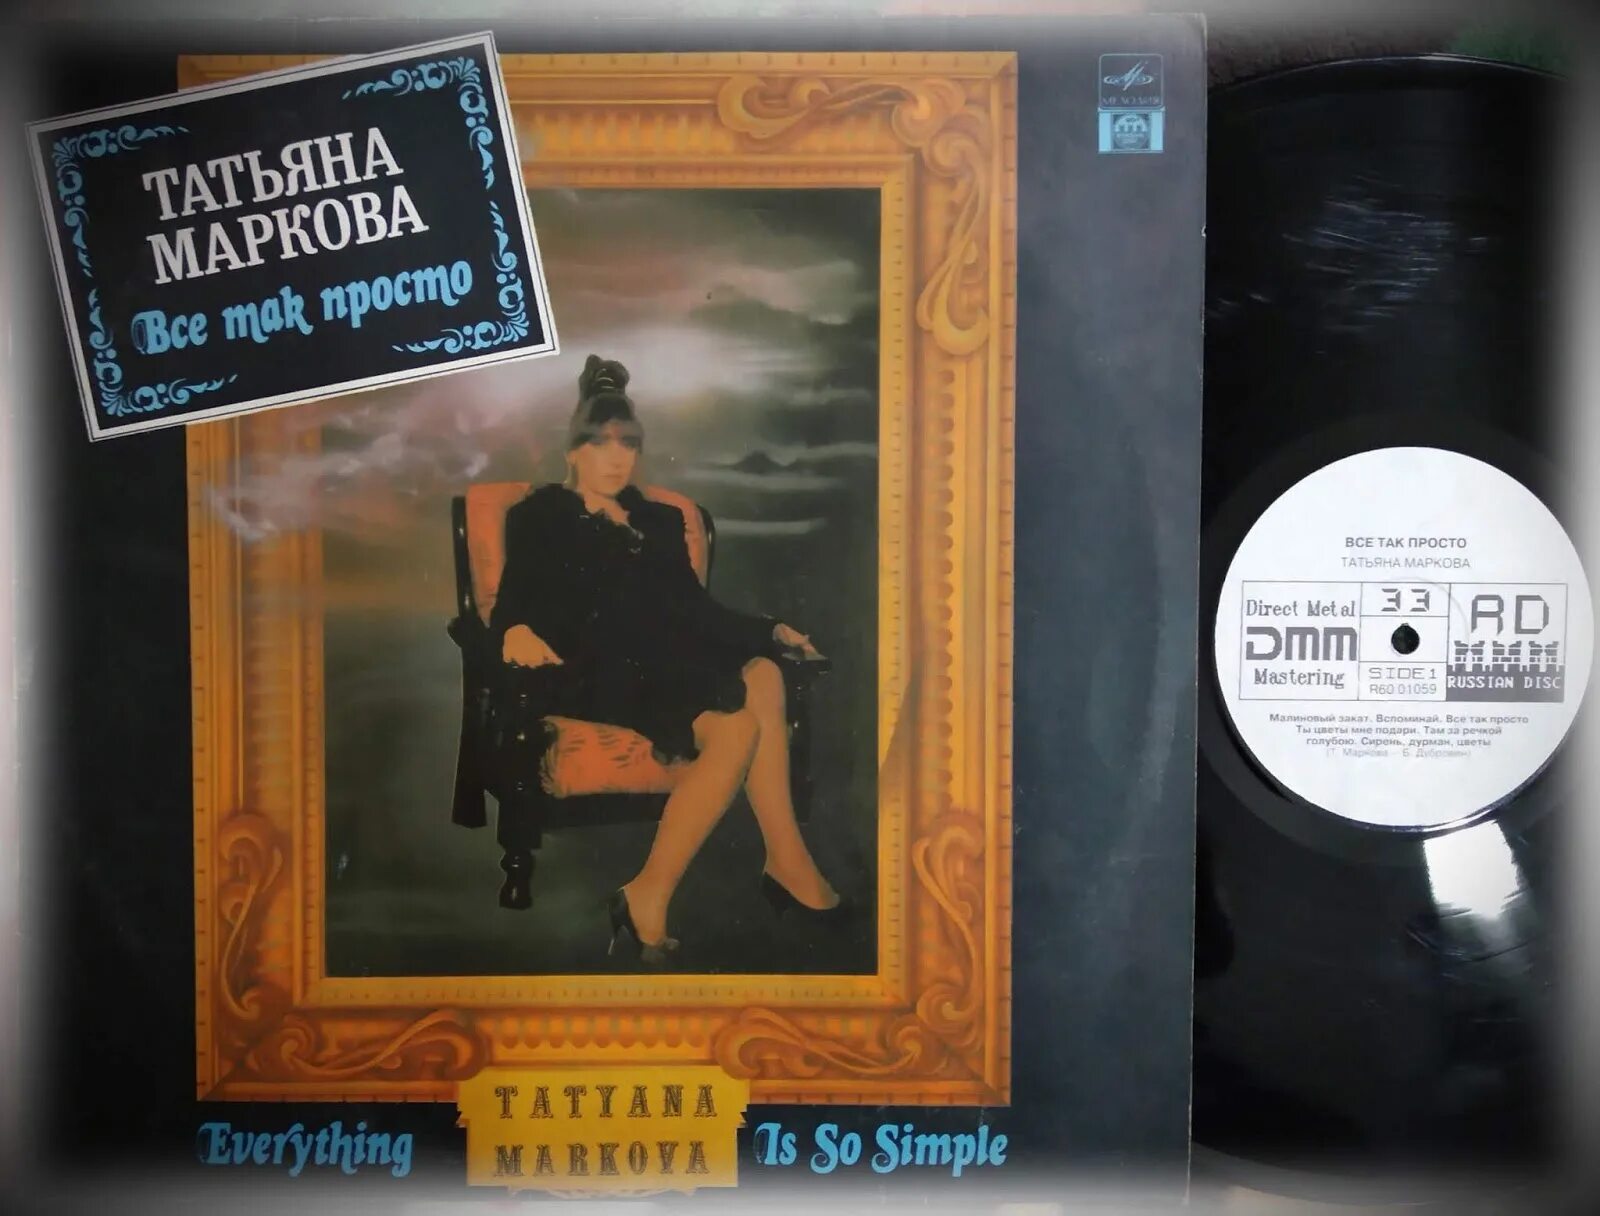 ТАТЬЯНА
МАРКОВА
Все так просто
МЕЛОДИЯ
TATYANA
MARKOVA
Everything Is So Simple
ВСЕ ТАК ПРОСТО
ТАТЬЯНА МАРКОВА
Direct Metal
DMM
Mastering
33
SIDE 1
R60 01059
RD
RUSSIAN DISC
Малиновый закат. Вспоминай. Все так просто
Ты цветы мне подари. Там за речкой
голубою. Сирень, дурман, цветы
(Т. Маркова — Б. Дубровин)